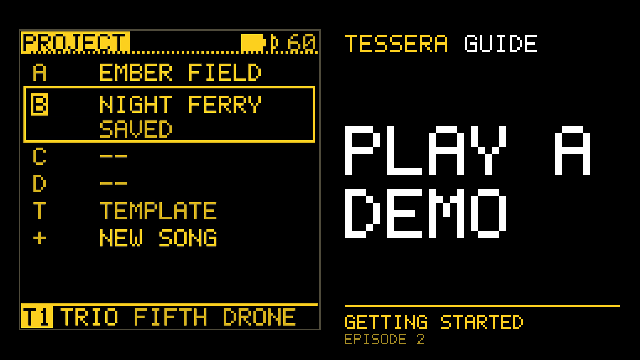 PROJECT 60
A EMBER FIELD
B NIGHT FERRY
SAVED
C --
D --
T TEMPLATE
+ NEW SONG
T1 TRIO FIFTH DRONE
TESSERA GUIDE
PLAY A
DEMO
GETTING STARTED
EPISODE 2